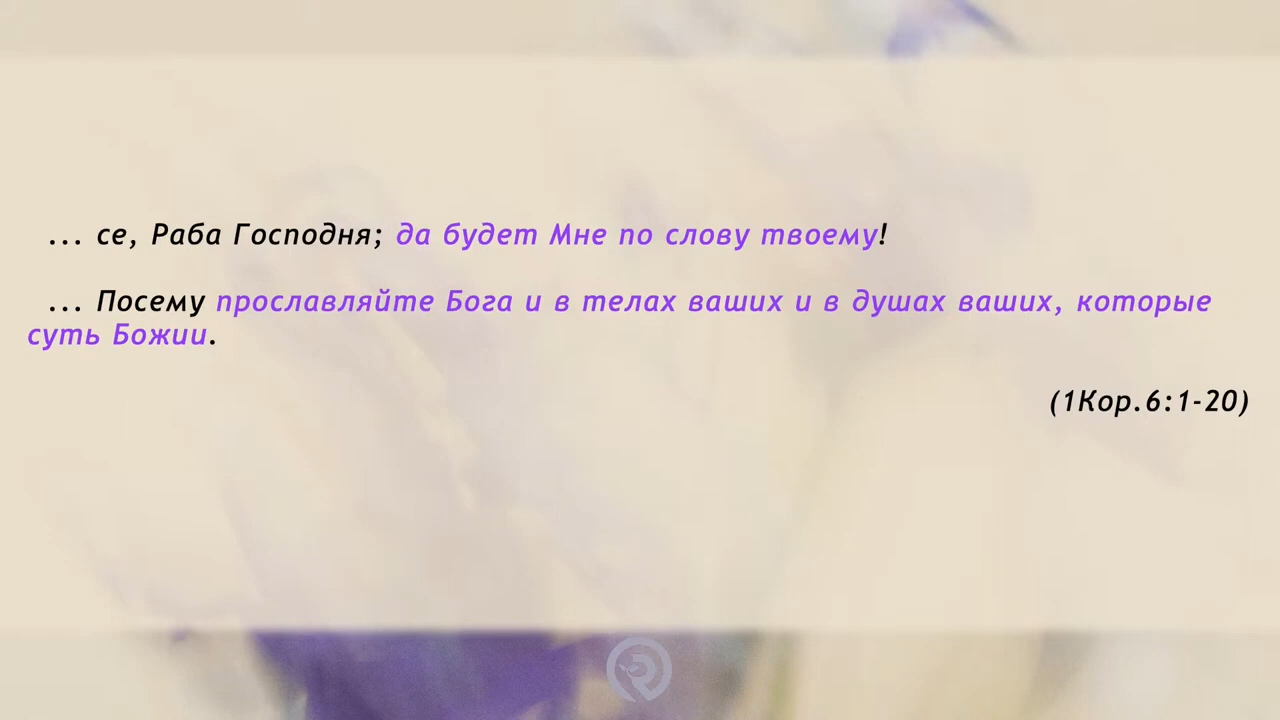 ... се, Раба Господня; да будет Мне по слову твоему!
... Посему прославляйте Бога и в телах ваших и в душах ваших, которые
суть Божии.
(1Кор.6:1-20)